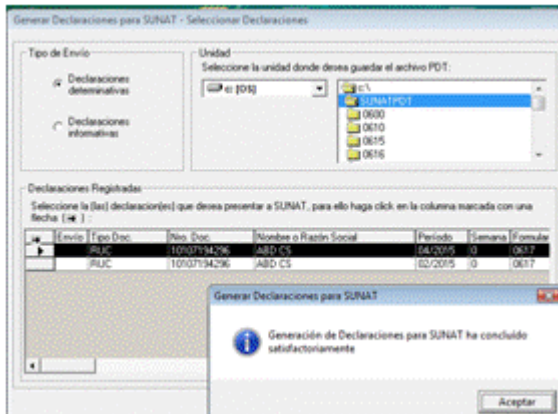 Generar Declaraciones para SUNAT - Seleccionar Declaraciones
Tipo de Envío
Declaraciones determinativas
Declaraciones informativas
Unidad
Seleccione la unidad donde desea guardar el archivo PDT:
c: [OS]
c:\
SUNATPDT
0600
0610
0615
0616
Declaraciones Registradas
Seleccione la (las) declaracion(es) que desea presentar a SUNAT, para ello haga click en la columna marcada con una
flecha (➔) :
Envío Tipo Doc. Nro. Doc. Nombre o Razón Social Período Semana Formular
RUC 10107194296 ABD CS 04/2015 0 0617
RUC 10107194296 ABD CS 02/2015 0 0617
Generar Declaraciones para SUNAT
Generación de Declaraciones para SUNAT ha concluido
satisfactoriamente
Aceptar